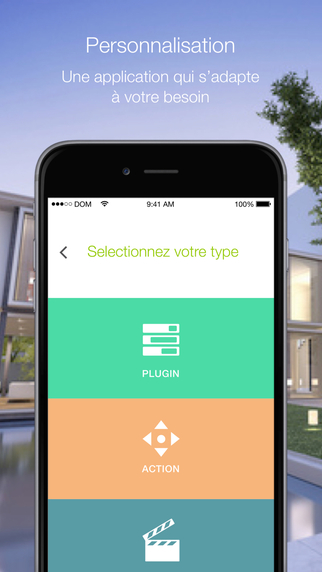 Personnalisation
Une application qui s'adapte
à votre besoin
DOM 9:41 AM 100%
Selectionnez votre type
PLUGIN
ACTION